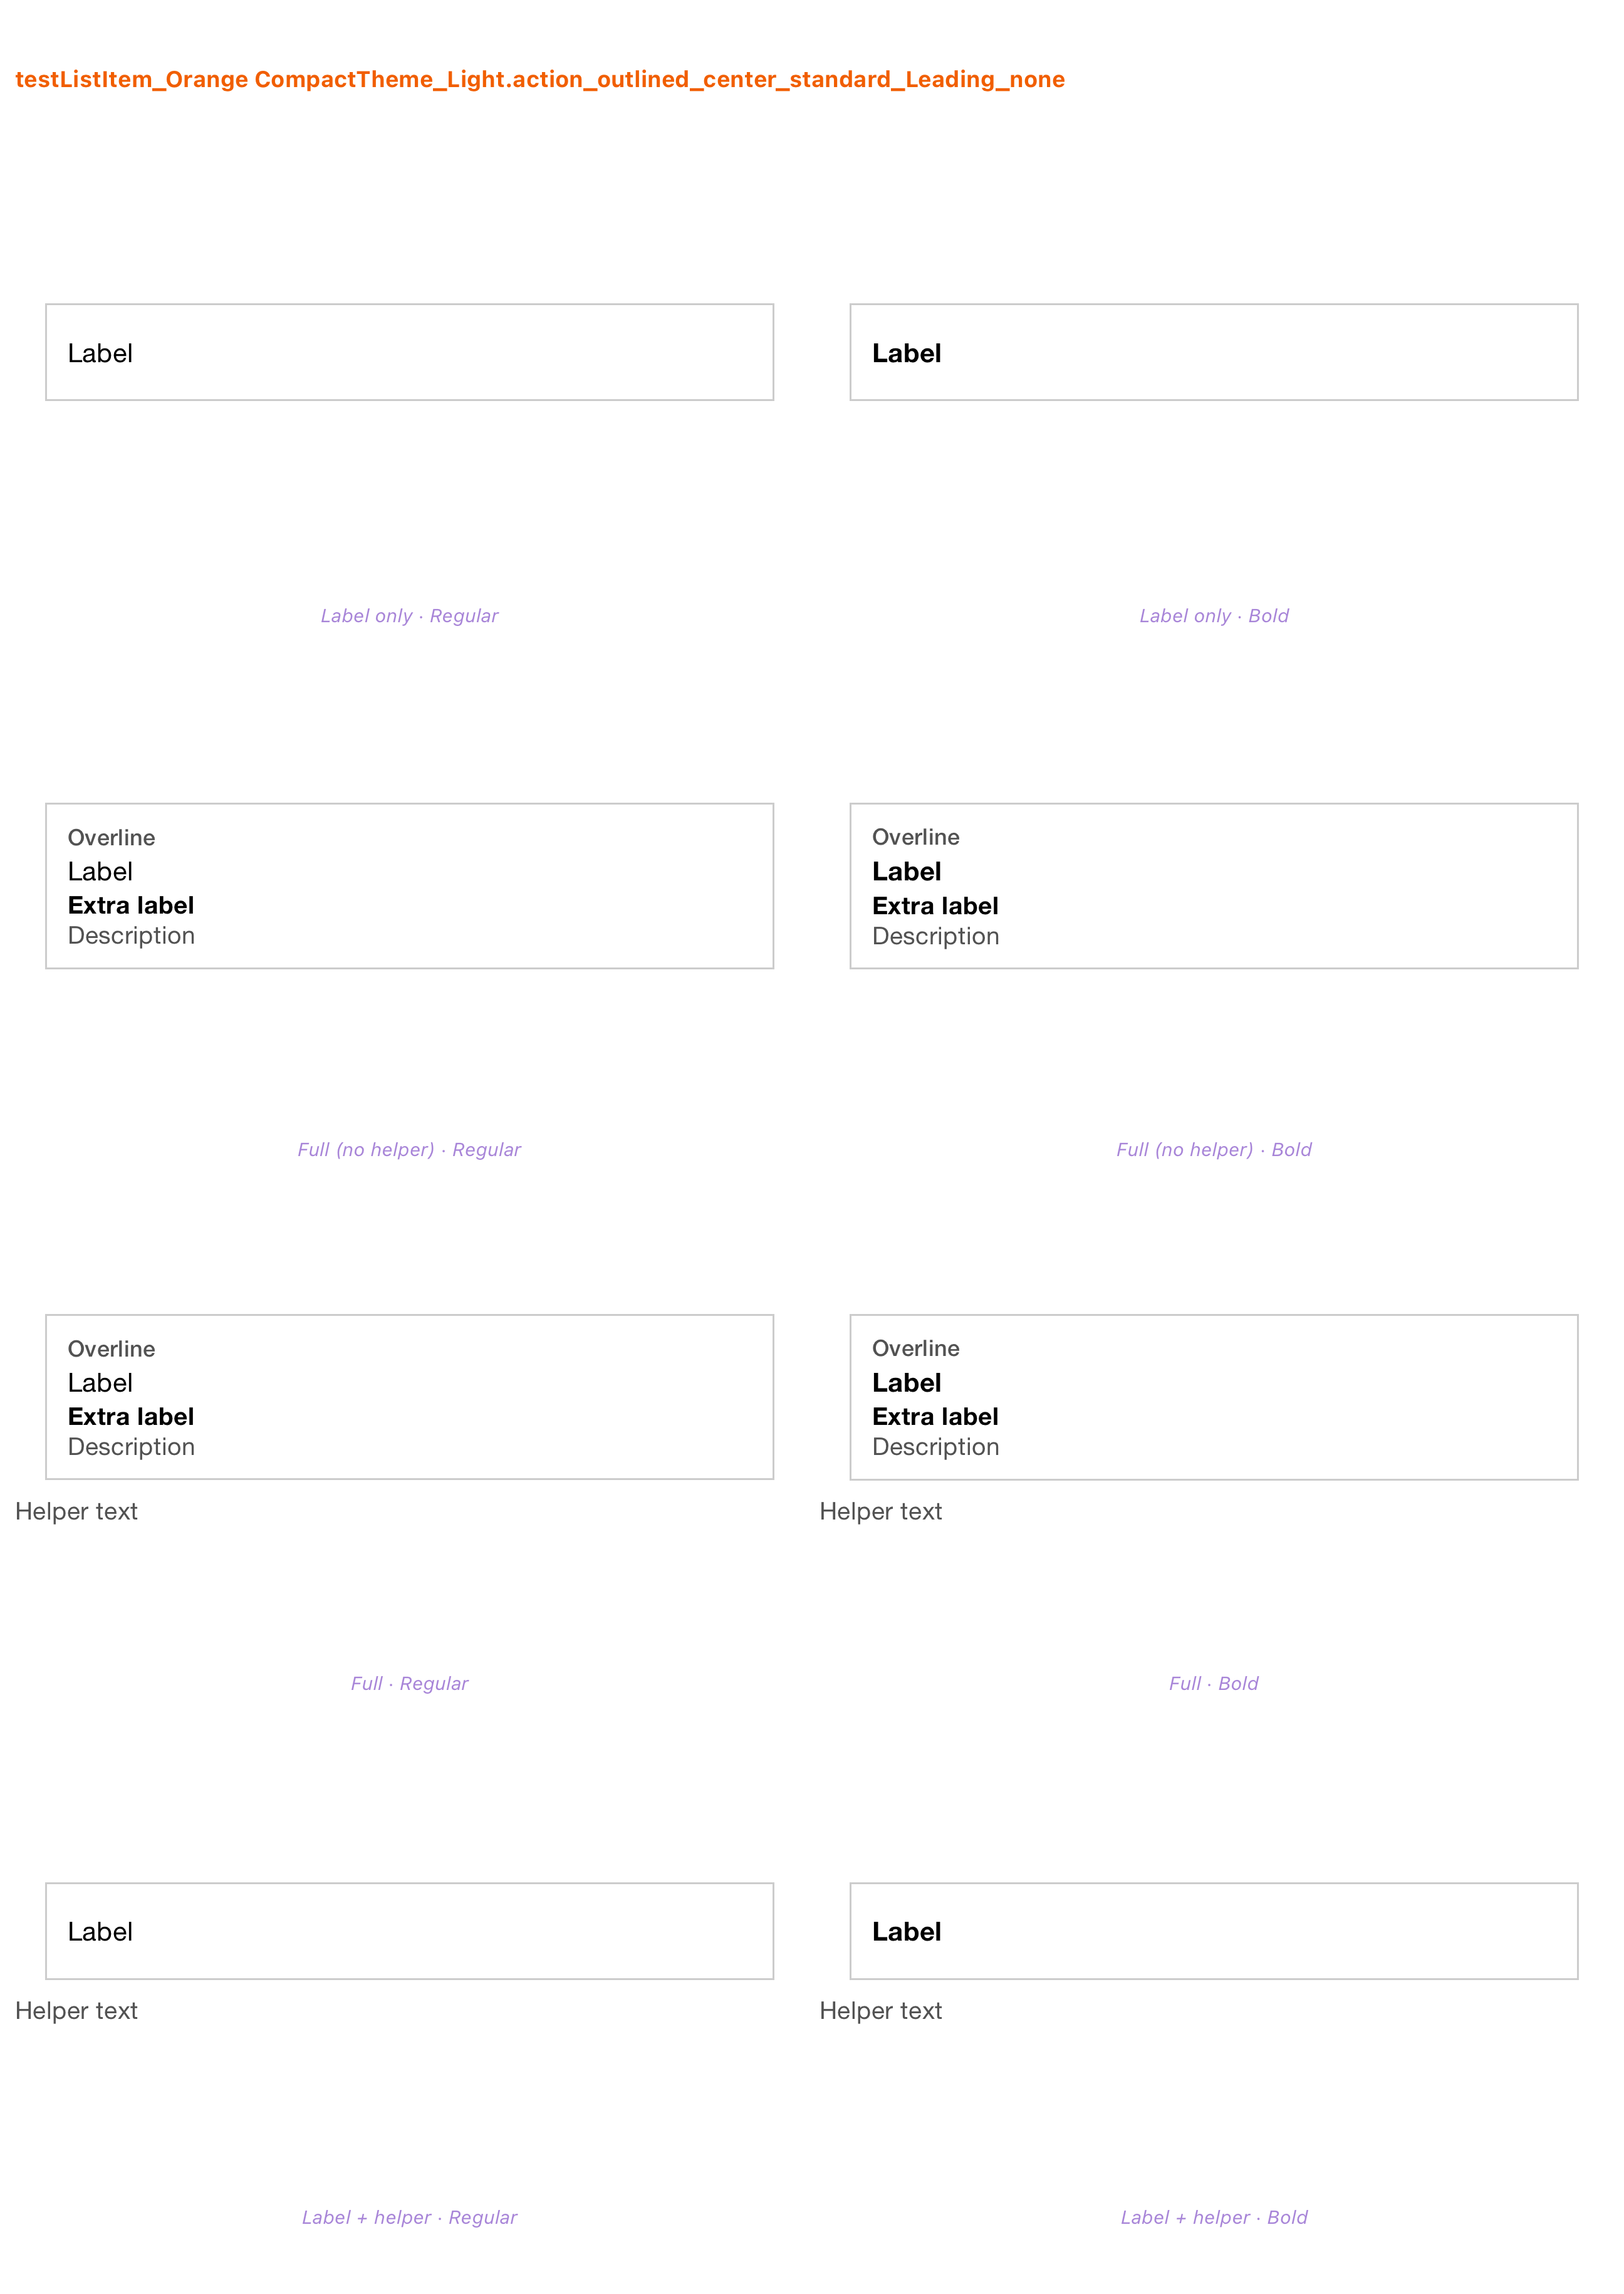 testListItem_Orange CompactTheme_Light.action_outlined_center_standard_Leading_none
Label
Label
Label only · Regular
Label only · Bold
Overline
Label
Extra label
Description
Overline
Label
Extra label
Description
Full (no helper) · Regular
Full (no helper) · Bold
Overline
Label
Extra label
Description
Helper text
Overline
Label
Extra label
Description
Helper text
Full · Regular
Full · Bold
Label
Helper text
Label
Helper text
Label + helper · Regular
Label + helper · Bold